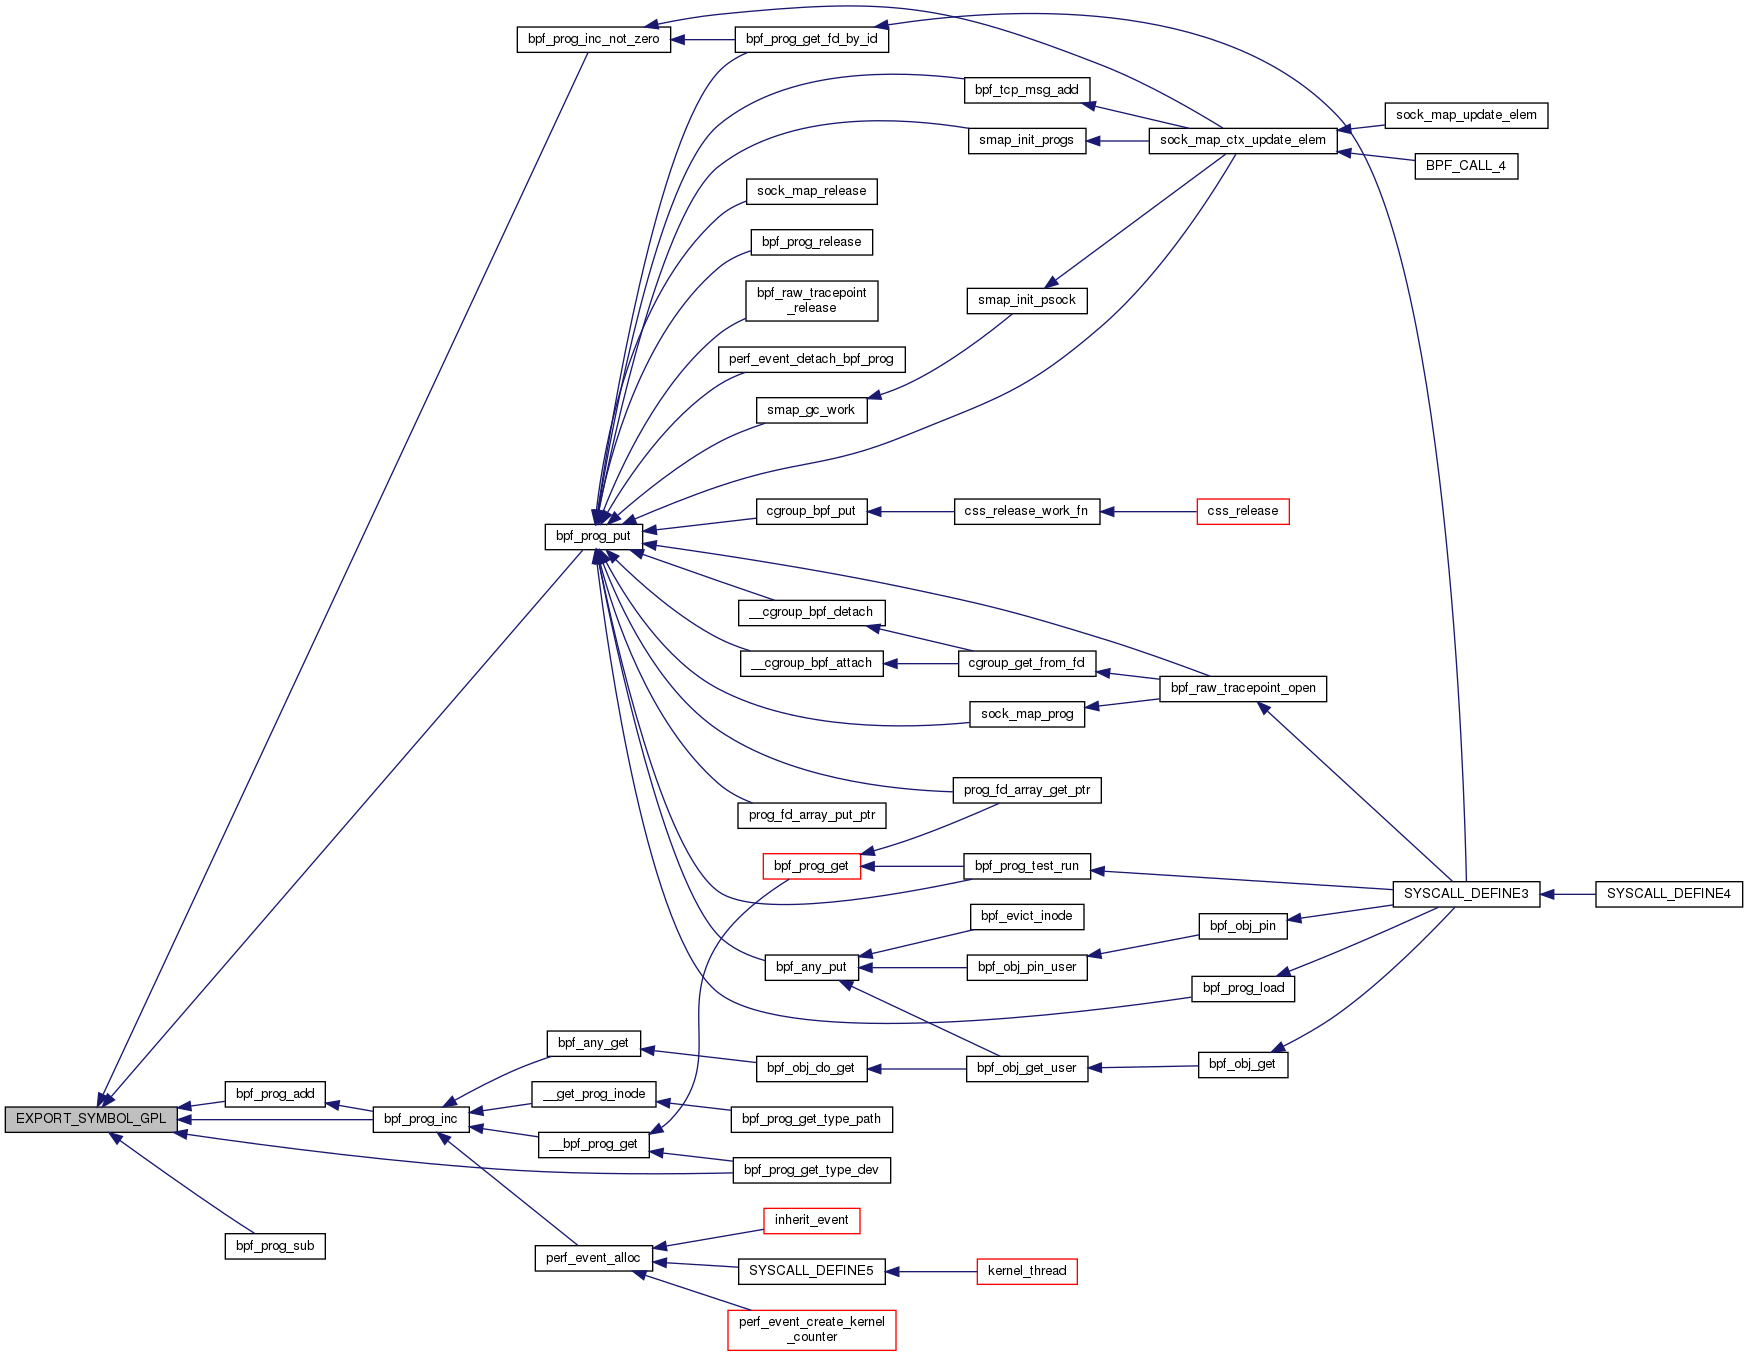 bpf_prog_inc_not_zero
bpf_prog_get_fd_by_id
bpf_tcp_msg_add
sock_map_update_elem
smap_init_progs
sock_map_ctx_update_elem
BPF_CALL_4
sock_map_release
bpf_prog_release
bpf_raw_tracepoint
_release
smap_init_psock
perf_event_detach_bpf_prog
smap_gc_work
cgroup_bpf_put
css_release_work_fn
css_release
bpf_prog_put
__cgroup_bpf_detach
__cgroup_bpf_attach
cgroup_get_from_fd
bpf_raw_tracepoint_open
sock_map_prog
prog_fd_array_get_ptr
prog_fd_array_put_ptr
bpf_prog_get
bpf_prog_test_run
SYSCALL_DEFINE3
SYSCALL_DEFINE4
bpf_evict_inode
bpf_obj_pin
bpf_any_put
bpf_obj_pin_user
bpf_prog_load
bpf_any_get
bpf_obj_do_get
bpf_obj_get_user
bpf_obj_get
bpf_prog_add
__get_prog_inode
EXPORT_SYMBOL_GPL
bpf_prog_inc
bpf_prog_get_type_path
__bpf_prog_get
bpf_prog_get_type_dev
inherit_event
bpf_prog_sub
perf_event_alloc
SYSCALL_DEFINE5
kernel_thread
perf_event_create_kernel
_counter